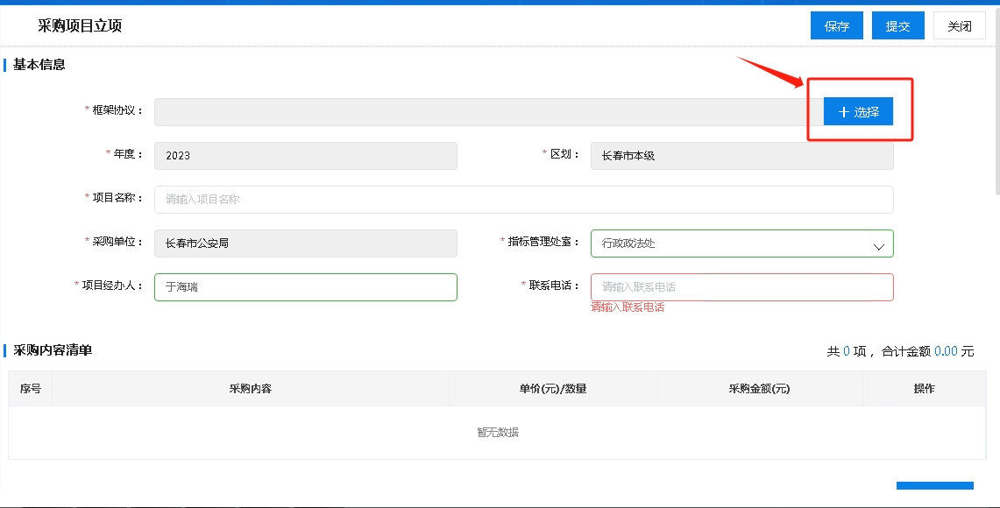 采购项目立项 保存 提交 关闭
基本信息
* 框架协议： 选择
* 年度： 2023 * 区划： 长春市本级
* 项目名称： 请输入项目名称
* 采购单位： 长春市公安局 * 指标管理处室： 行政政法处
* 项目经办人： 于海瑞 * 联系电话： 请输入联系电话
请输入联系电话
采购内容清单 共 0 项， 合计金额 0.00 元
序号 采购内容 单价(元)/数量 采购金额(元) 操作
暂无数据